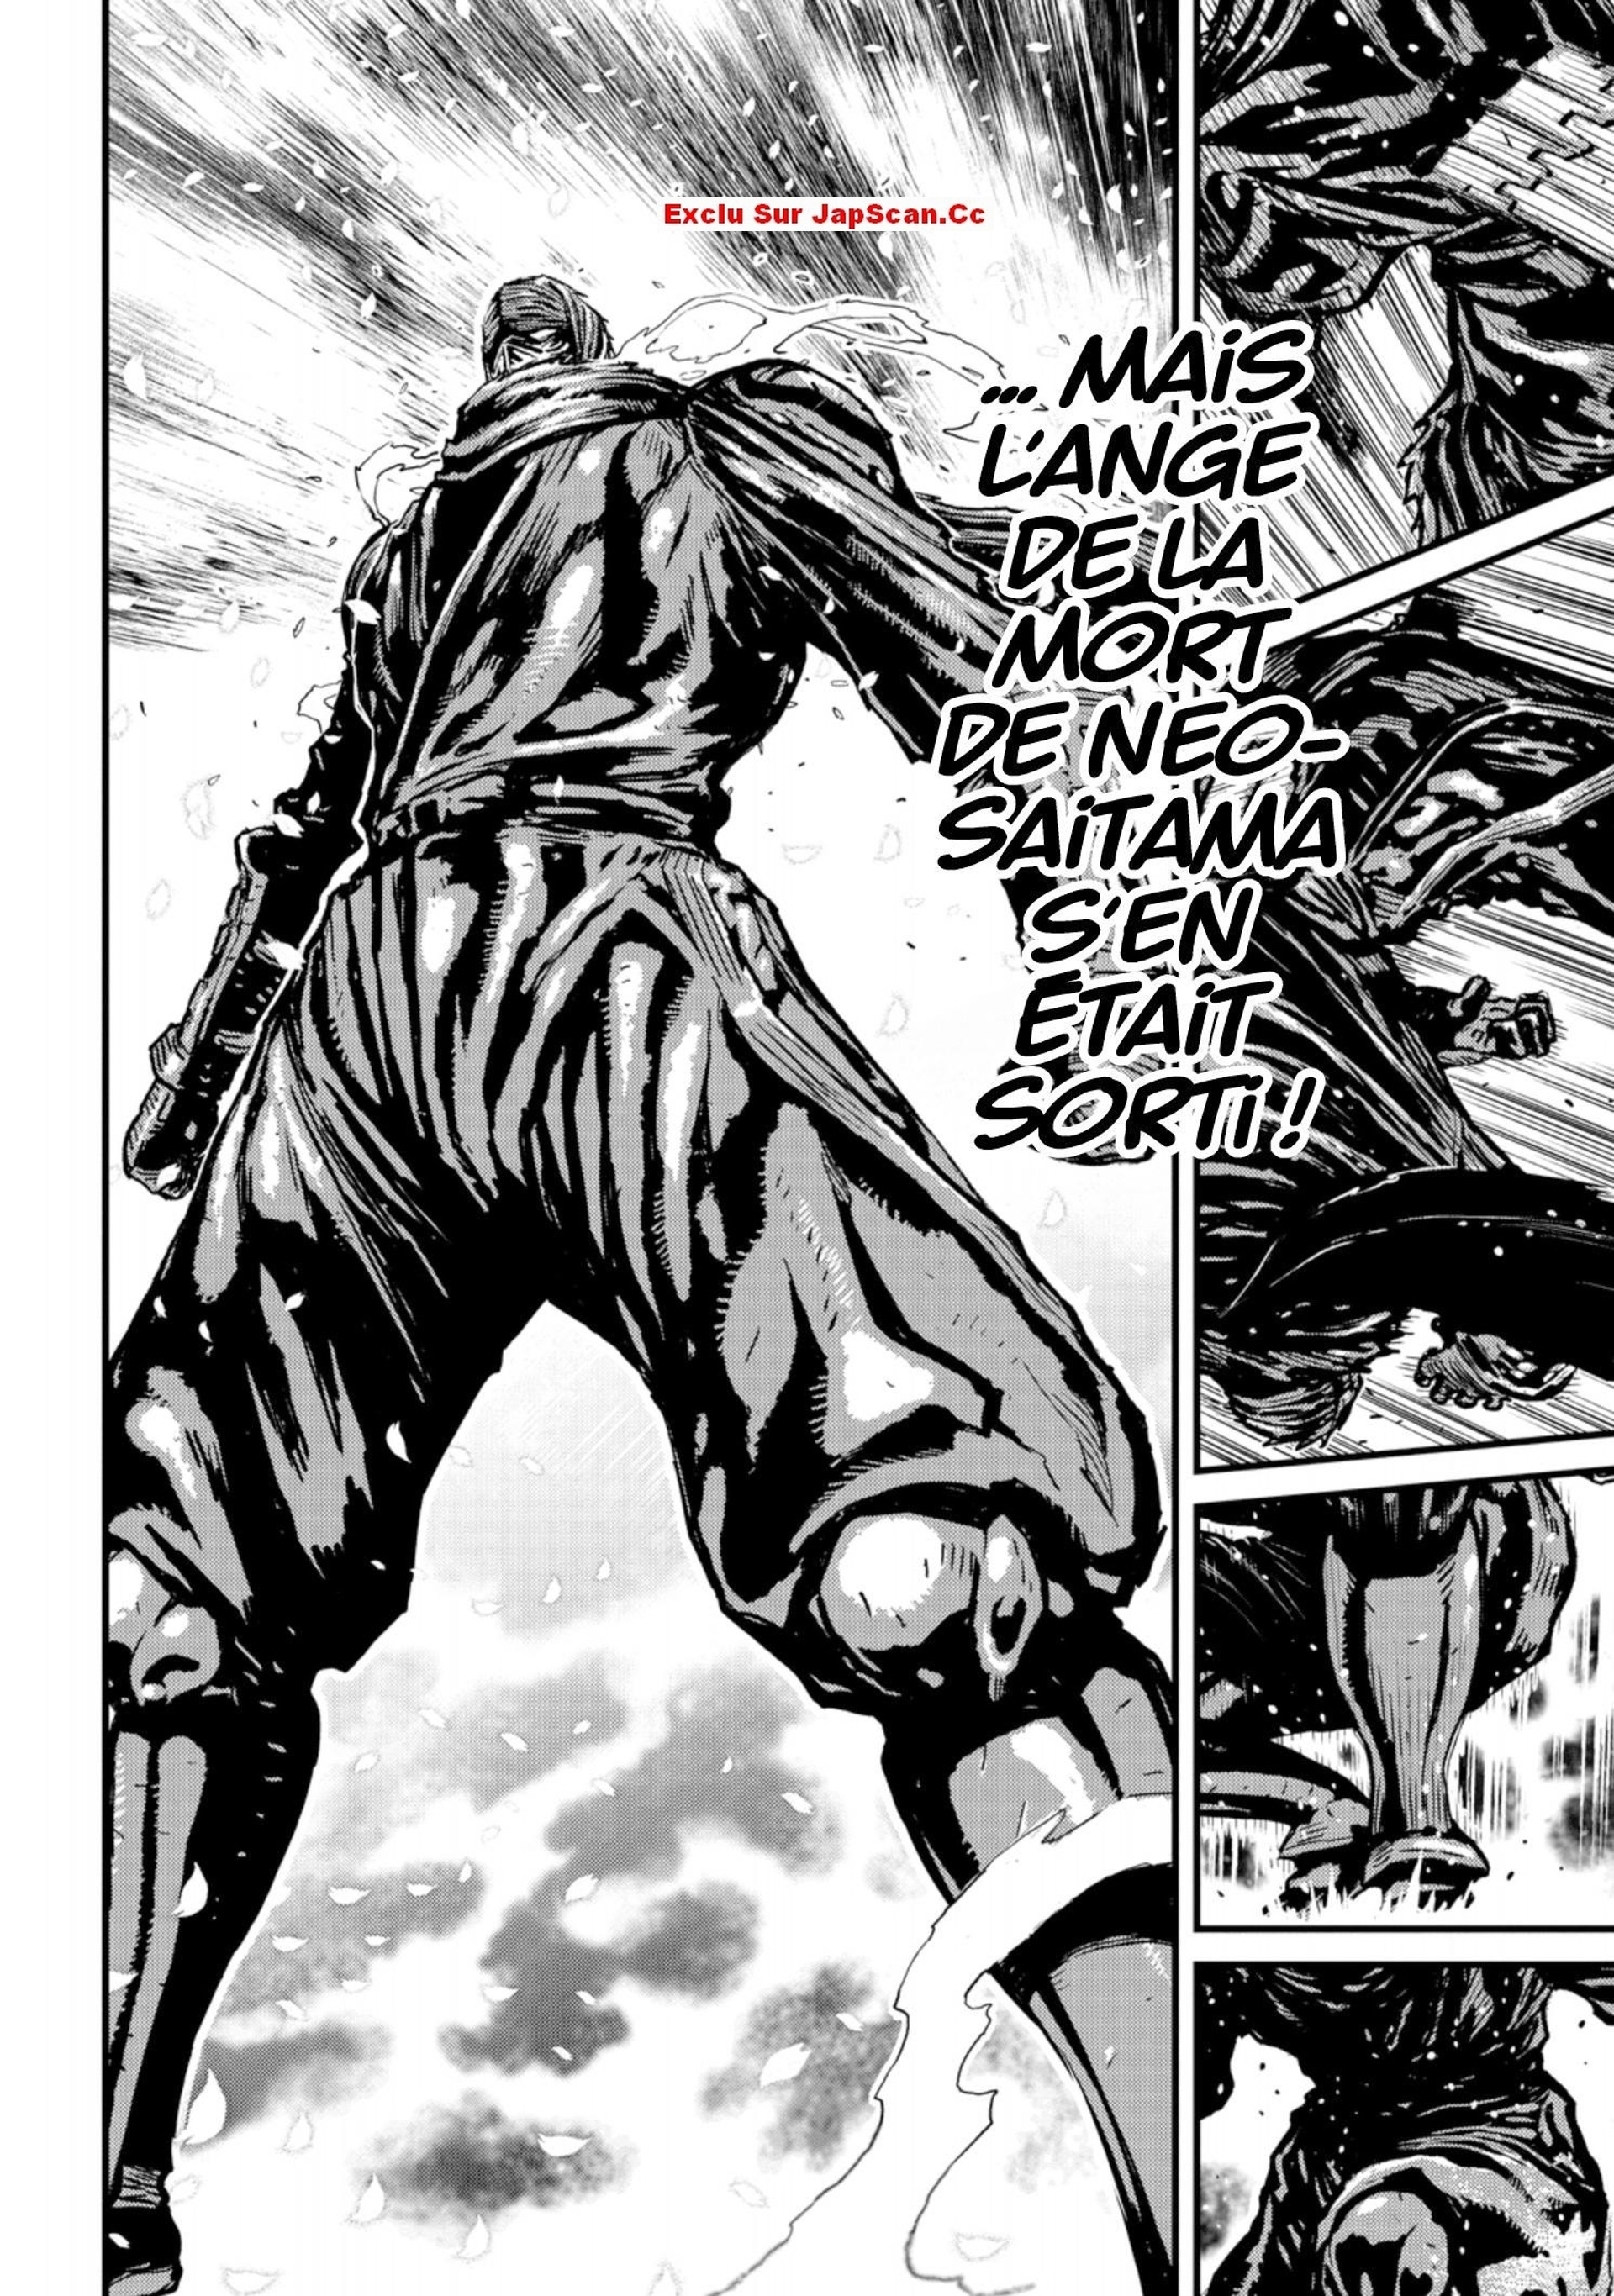 Exclu Sur JapScan.Cc
... MAIS
L'ANGE
DE LA
MORT
DE NEO-
SAITAMA
S'EN
ÉTAIT
SORTI !